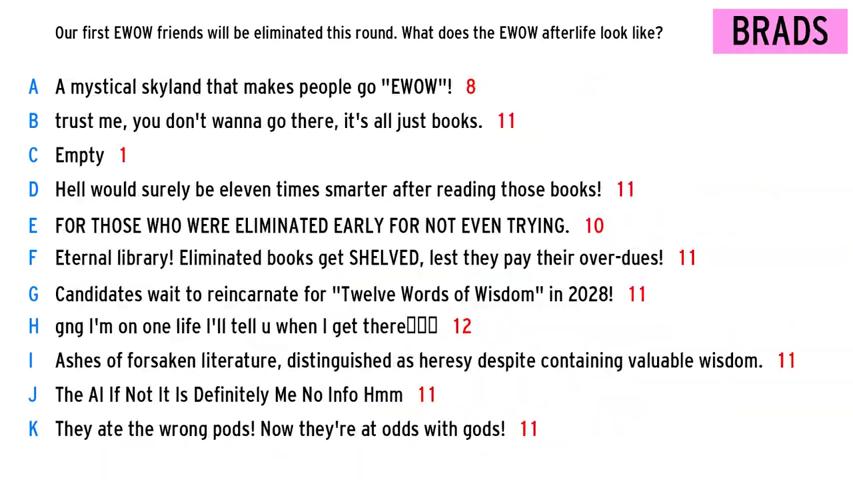 Our first EWOW friends will be eliminated this round. What does the EWOW afterlife look like?
BRADS
A A mystical skyland that makes people go "EWOW"! 8
B trust me, you don't wanna go there, it's all just books. 11
C Empty 1
D Hell would surely be eleven times smarter after reading those books! 11
E FOR THOSE WHO WERE ELIMINATED EARLY FOR NOT EVEN TRYING. 10
F Eternal library! Eliminated books get SHELVED, lest they pay their over-dues! 11
G Candidates wait to reincarnate for "Twelve Words of Wisdom" in 2028! 11
H gng I'm on one life I'll tell u when I get there▯▯▯ 12
I Ashes of forsaken literature, distinguished as heresy despite containing valuable wisdom. 11
J The AI If Not It Is Definitely Me No Info Hmm 11
K They ate the wrong pods! Now they're at odds with gods! 11